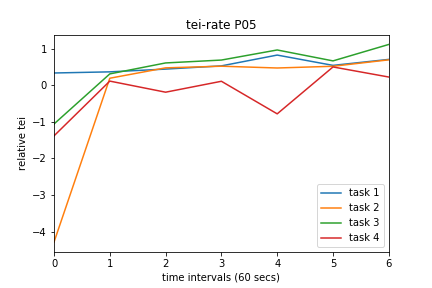 tei-rate P05
1
0
−1
−2
−3
−4
relative tei
0 1 2 3 4 5 6
time intervals (60 secs)
task 1
task 2
task 3
task 4